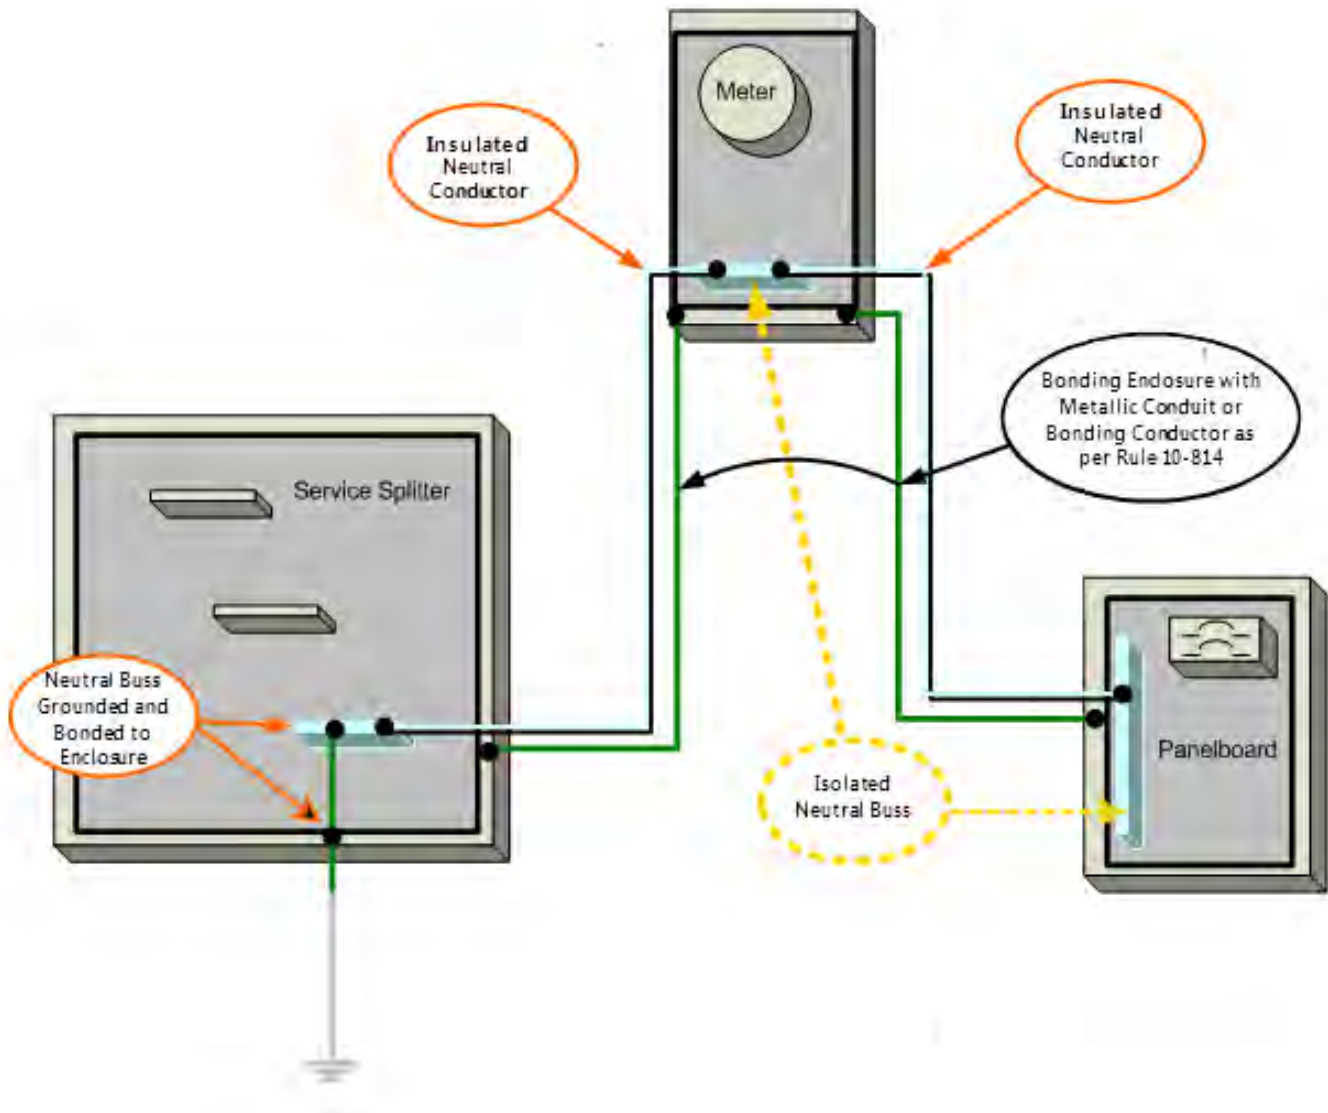 Meter
Insulated
Neutral
Conductor
Insulated
Neutral
Conductor
Bonding Enclosure with
Metallic Conduit or
Bonding Conductor as
per Rule 10-814
Service Splitter
Neutral Buss
Grounded and
Bonded to
Enclosure
Isolated
Neutral Buss
Panelboard